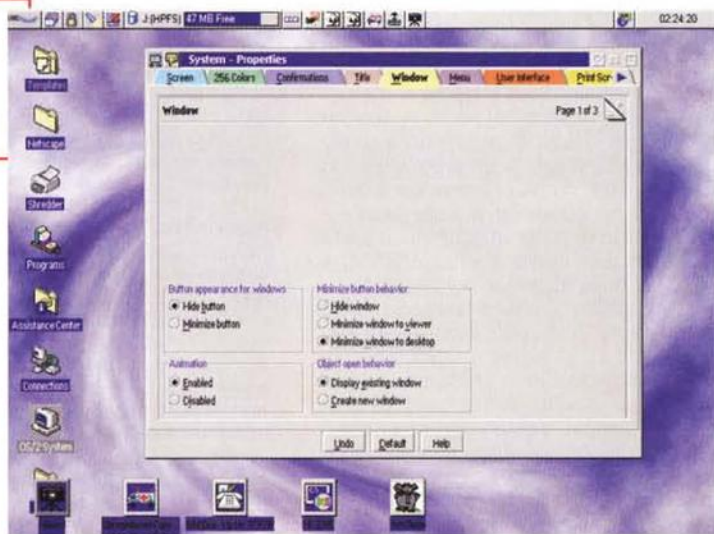 J:(HPFS) 47 MB Free
02:24:20
Templates
Netscape
Shredder
Programs
Assistance Center
Connections
OS/2 System
System - Properties
Screen 256 Colors Confirmations Title Window Menu User Interface Print Scr
Window Page 1 of 3
Button appearance for windows
Hide button
Minimize button
Minimize button behavior
Hide window
Minimize window to viewer
Minimize window to desktop
Animation
Enabled
Disabled
Object open behavior
Display existing window
Create new window
Undo Default Help